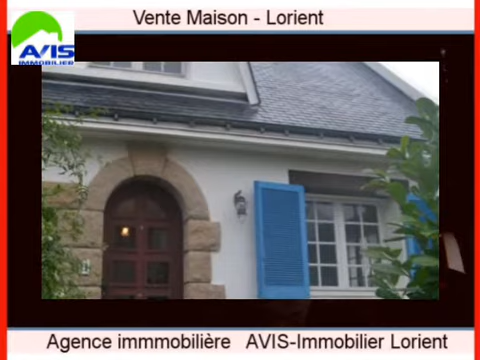 Vente Maison - Lorient
AVIS
IMMOBILIER
Agence immmobilière AVIS-Immobilier Lorient